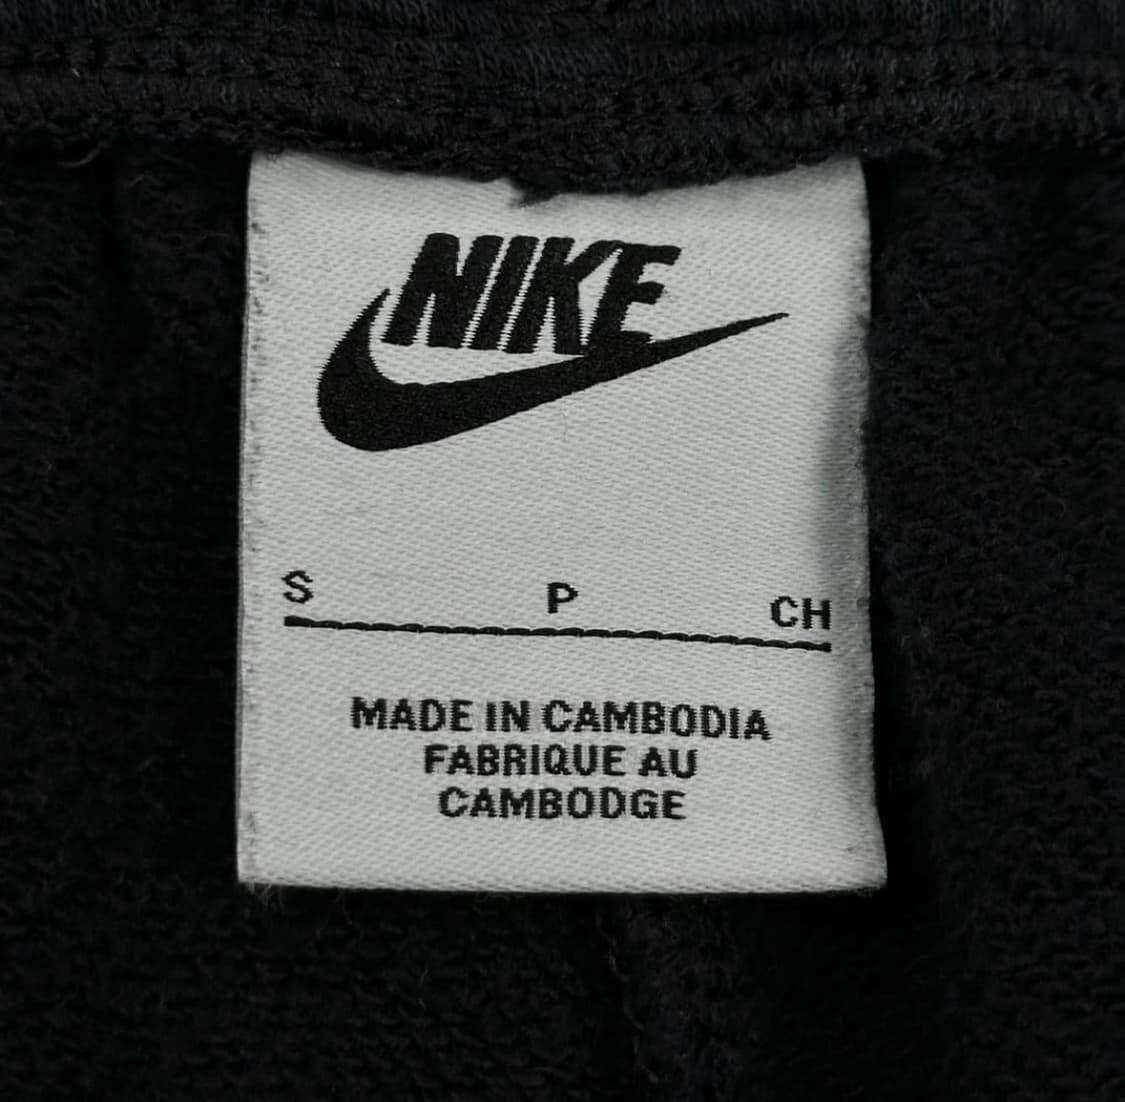 NIKE
S P CH
MADE IN CAMBODIA
FABRIQUE AU
CAMBODGE